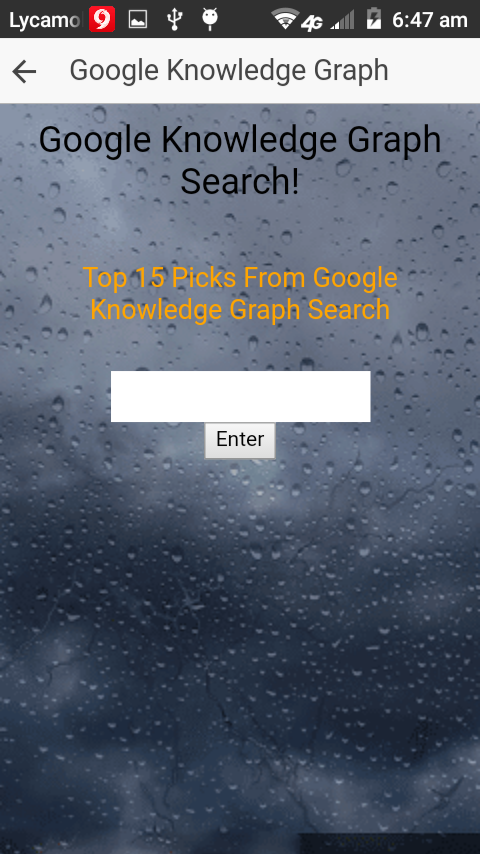 Lycamo 4G 6:47 am
Google Knowledge Graph
Google Knowledge Graph
Search!
Top 15 Picks From Google
Knowledge Graph Search
Enter